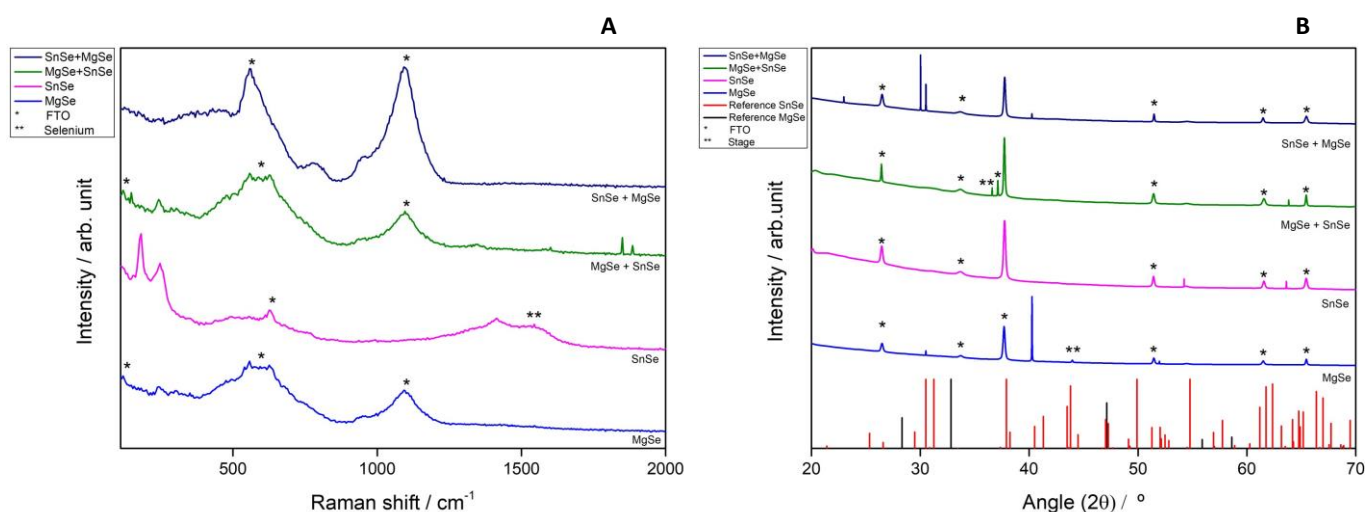 A
SnSe+MgSe
MgSe+SnSe
SnSe
MgSe
* FTO
** Selenium
*
*
SnSe + MgSe
*
*
*
MgSe + SnSe
*
**
SnSe
*
*
*
MgSe
Intensity / arb. unit
500
1000
1500
2000
Raman shift / cm⁻¹
B
SnSe+MgSe
MgSe+SnSe
SnSe
MgSe
Reference SnSe
Reference MgSe
* FTO
** Stage
* * * * *
SnSe + MgSe
* * ** * * * *
MgSe + SnSe
* * * * *
SnSe
* * * ** * * *
MgSe
Intensity / arb.unit
20
30
40
50
60
70
Angle (2θ) / º